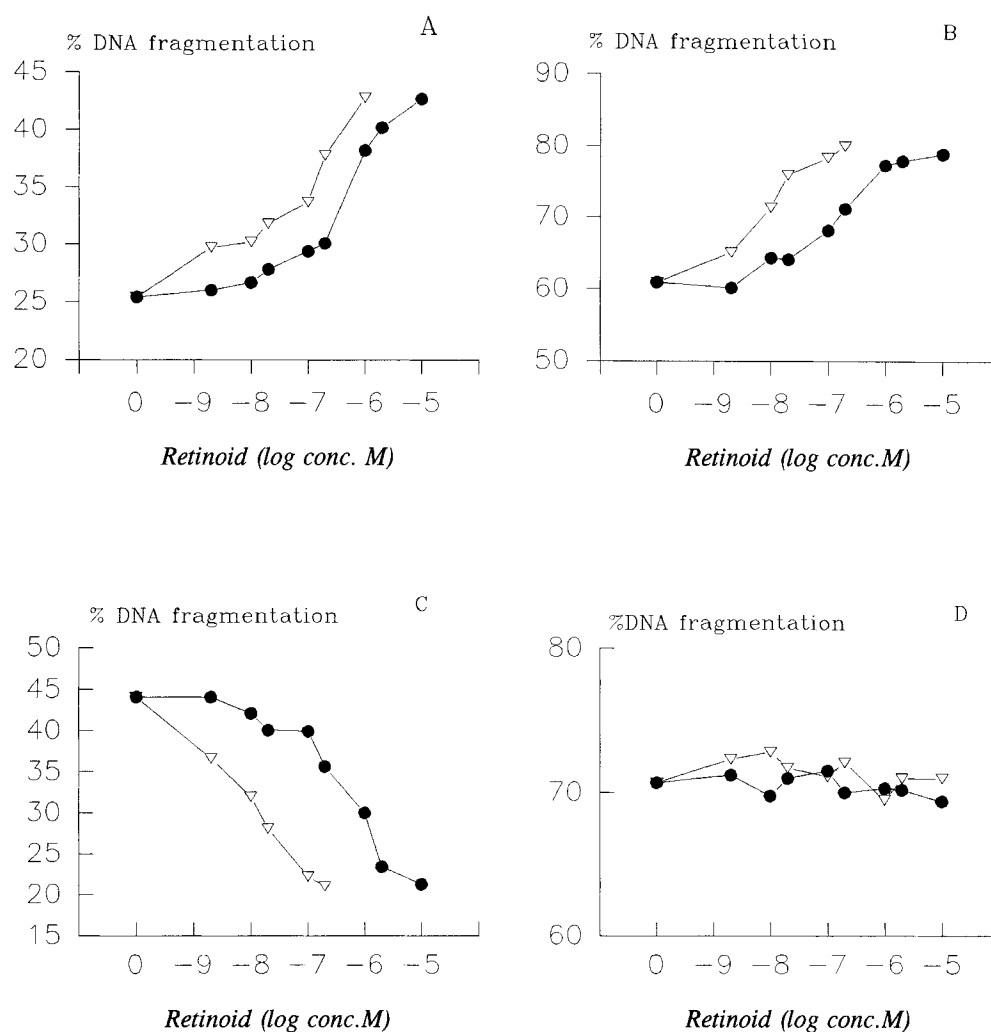 A
% DNA fragmentation
45
40
35
30
25
20
0 -9 -8 -7 -6 -5
Retinoid (log conc. M)
B
% DNA fragmentation
90
80
70
60
50
0 -9 -8 -7 -6 -5
Retinoid (log conc.M)
C
% DNA fragmentation
50
45
40
35
30
25
20
15
0 -9 -8 -7 -6 -5
Retinoid (log conc.M)
D
%DNA fragmentation
80
70
60
0 -9 -8 -7 -6 -5
Retinoid (log conc.M)